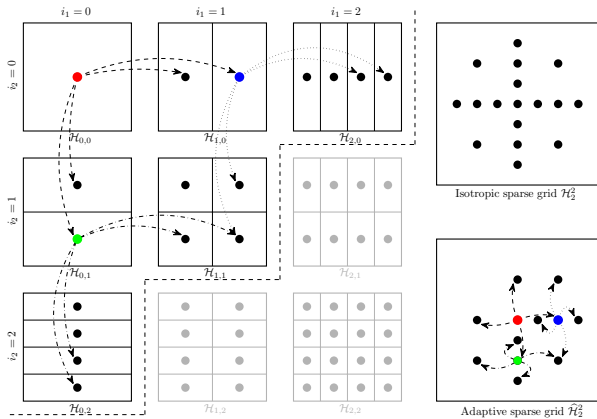 i₁ = 0 i₁ = 1 i₁ = 2
i₂ = 0
ℋ₀,₀ ℋ₁,₀ ℋ₂,₀
Isotropic sparse grid ℋ₂²
i₂ = 1
ℋ₀,₁ ℋ₁,₁ ℋ₂,₁
i₂ = 2
ℋ₀,₂ ℋ₁,₂ ℋ₂,₂
Adaptive sparse grid ℋ̂₂²